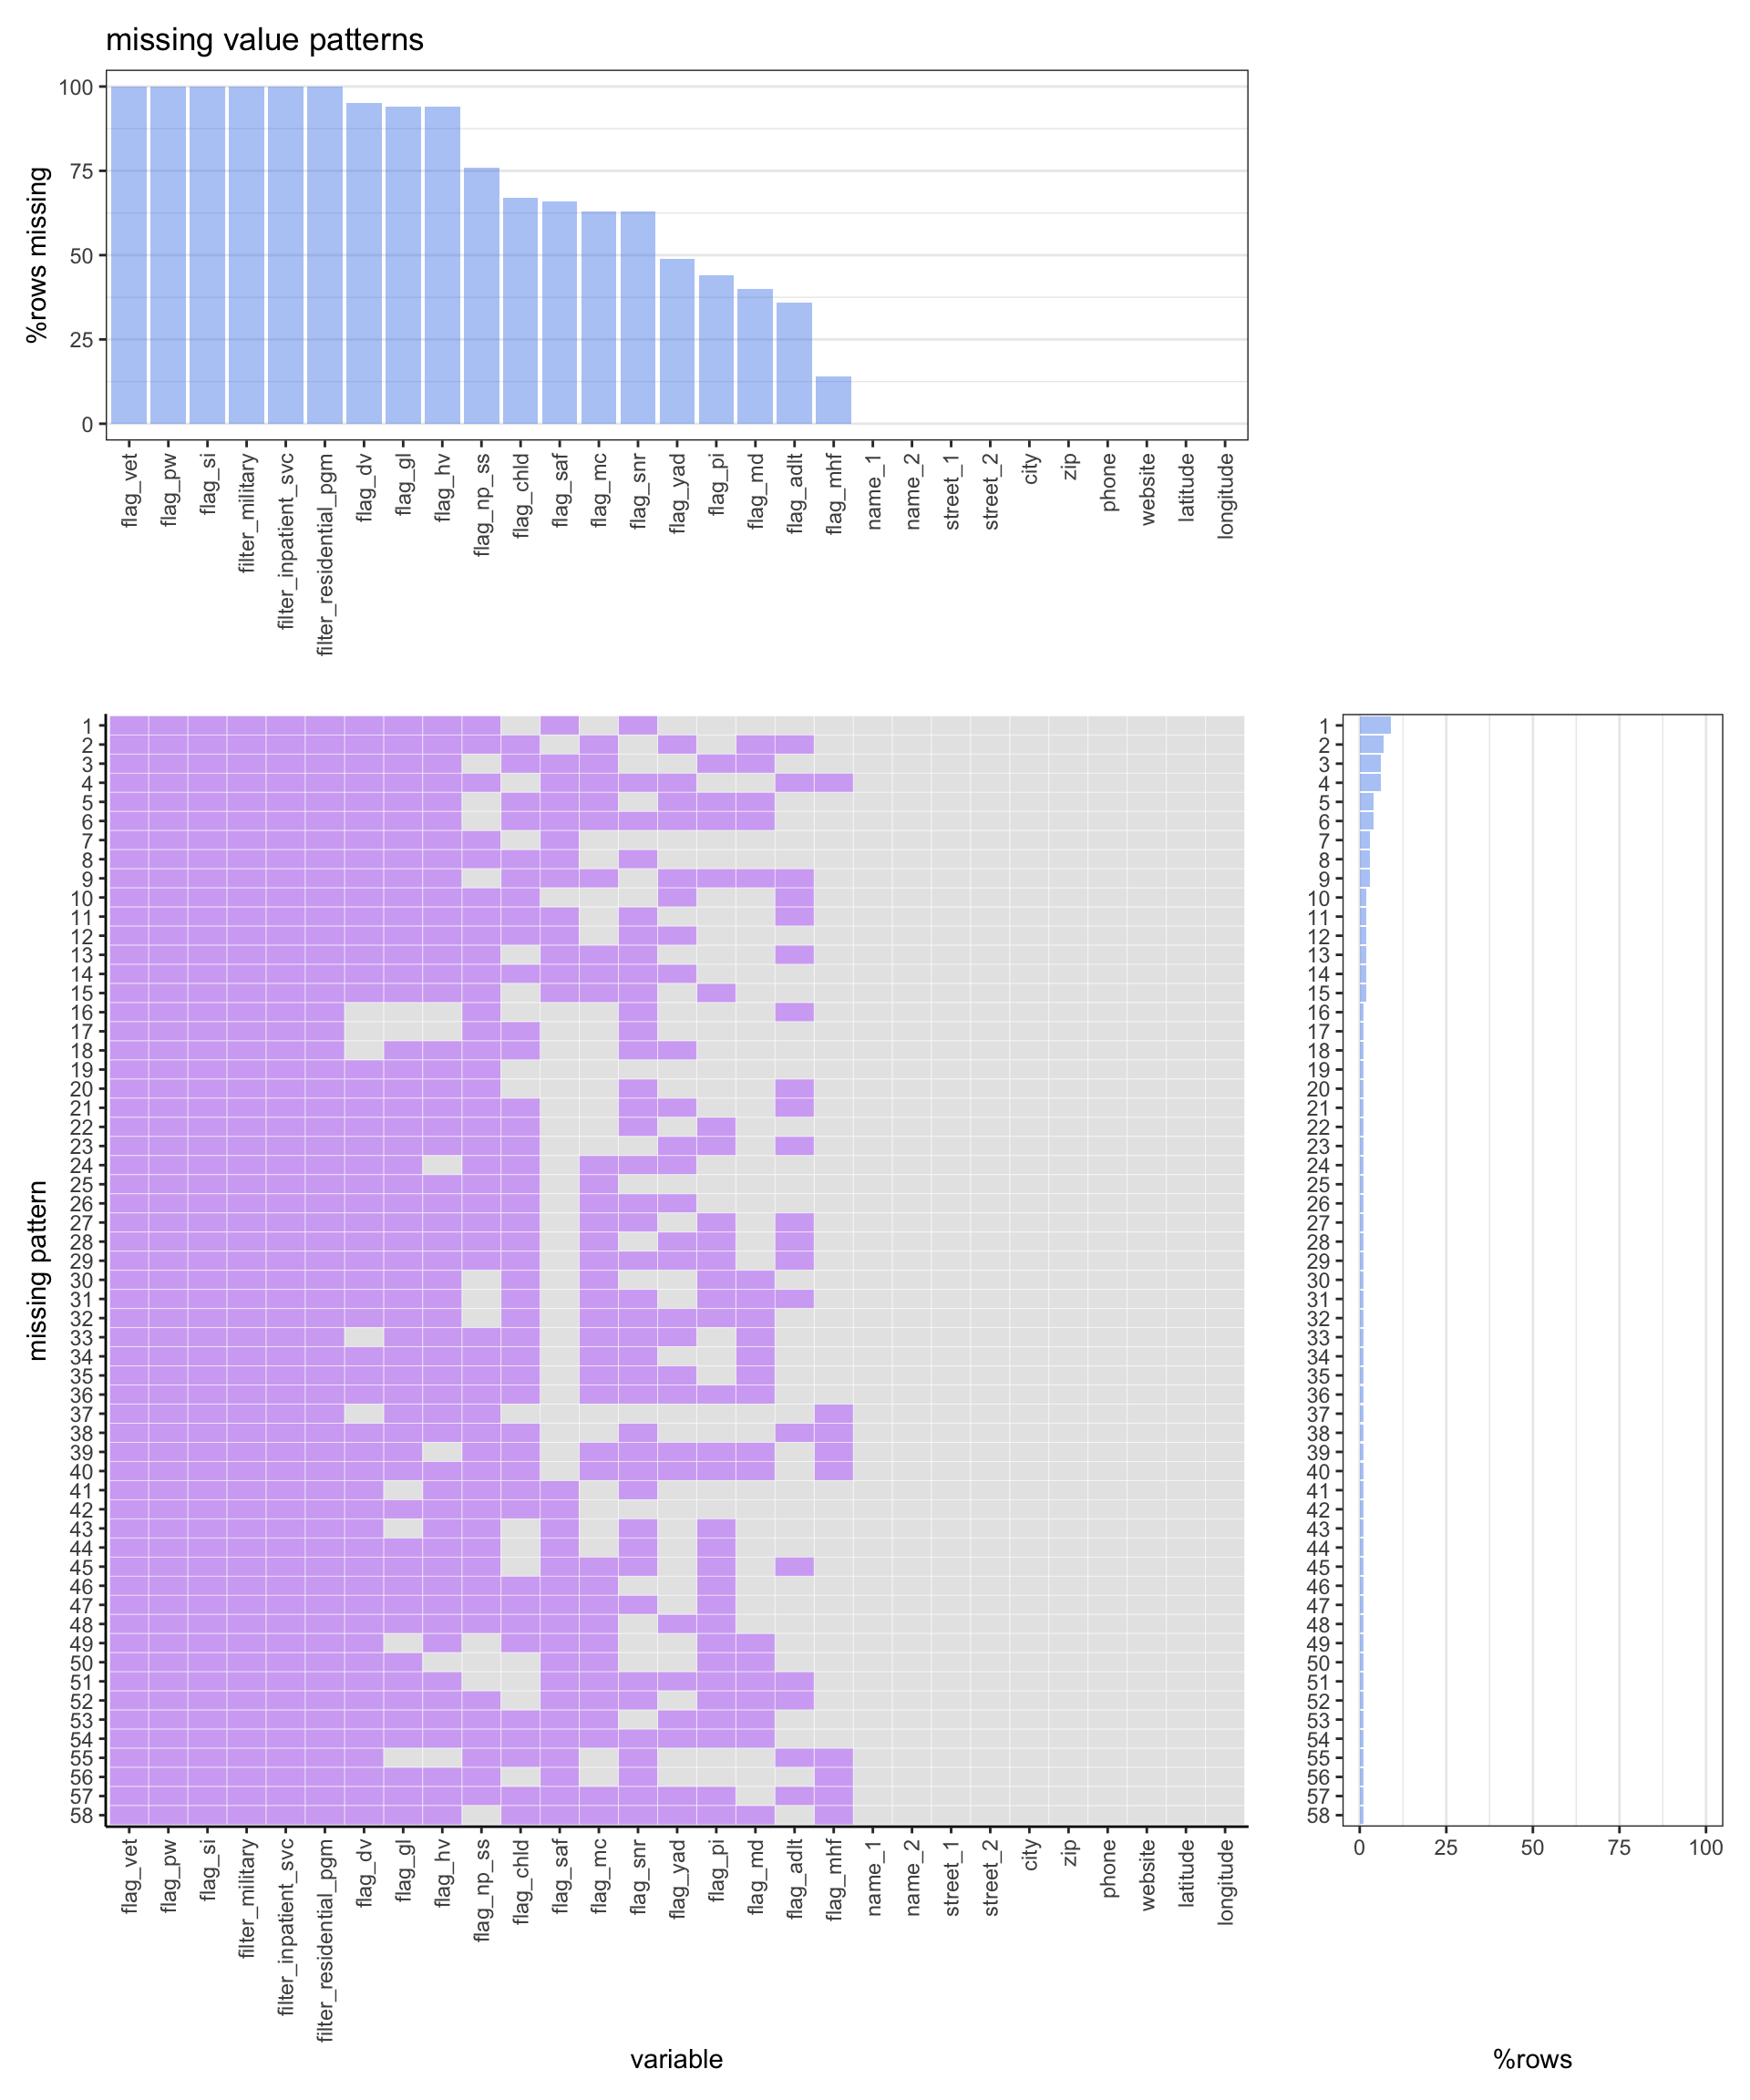 missing value patterns
%rows missing
100
75
50
25
0
flag_vet
flag_pw
flag_si
filter_military
filter_inpatient_svc
filter_residential_pgm
flag_dv
flag_gl
flag_hv
flag_np_ss
flag_chld
flag_saf
flag_mc
flag_snr
flag_yad
flag_pi
flag_md
flag_adlt
flag_mhf
name_1
name_2
street_1
street_2
city
zip
phone
website
latitude
longitude
missing pattern
1
2
3
4
5
6
7
8
9
10
11
12
13
14
15
16
17
18
19
20
21
22
23
24
25
26
27
28
29
30
31
32
33
34
35
36
37
38
39
40
41
42
43
44
45
46
47
48
49
50
51
52
53
54
55
56
57
58
flag_vet
flag_pw
flag_si
filter_military
filter_inpatient_svc
filter_residential_pgm
flag_dv
flag_gl
flag_hv
flag_np_ss
flag_chld
flag_saf
flag_mc
flag_snr
flag_yad
flag_pi
flag_md
flag_adlt
flag_mhf
name_1
name_2
street_1
street_2
city
zip
phone
website
latitude
longitude
variable
1
2
3
4
5
6
7
8
9
10
11
12
13
14
15
16
17
18
19
20
21
22
23
24
25
26
27
28
29
30
31
32
33
34
35
36
37
38
39
40
41
42
43
44
45
46
47
48
49
50
51
52
53
54
55
56
57
58
0 25 50 75 100
%rows